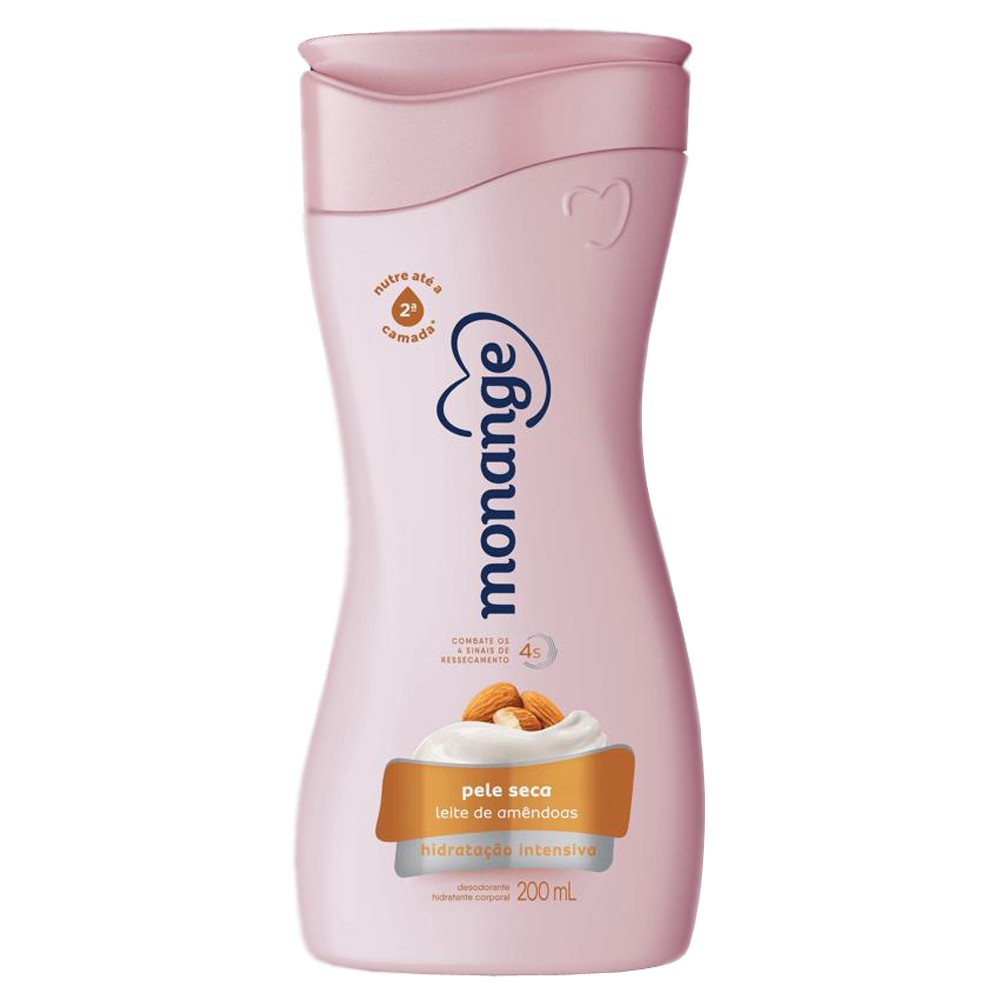 nutre até a
2ª
camada*
monange
COMBATE OS
4 SINAIS DE
RESSECAMENTO
4s
pele seca
leite de amêndoas
hidratação intensiva
desodorante
hidratante corporal
200 mL